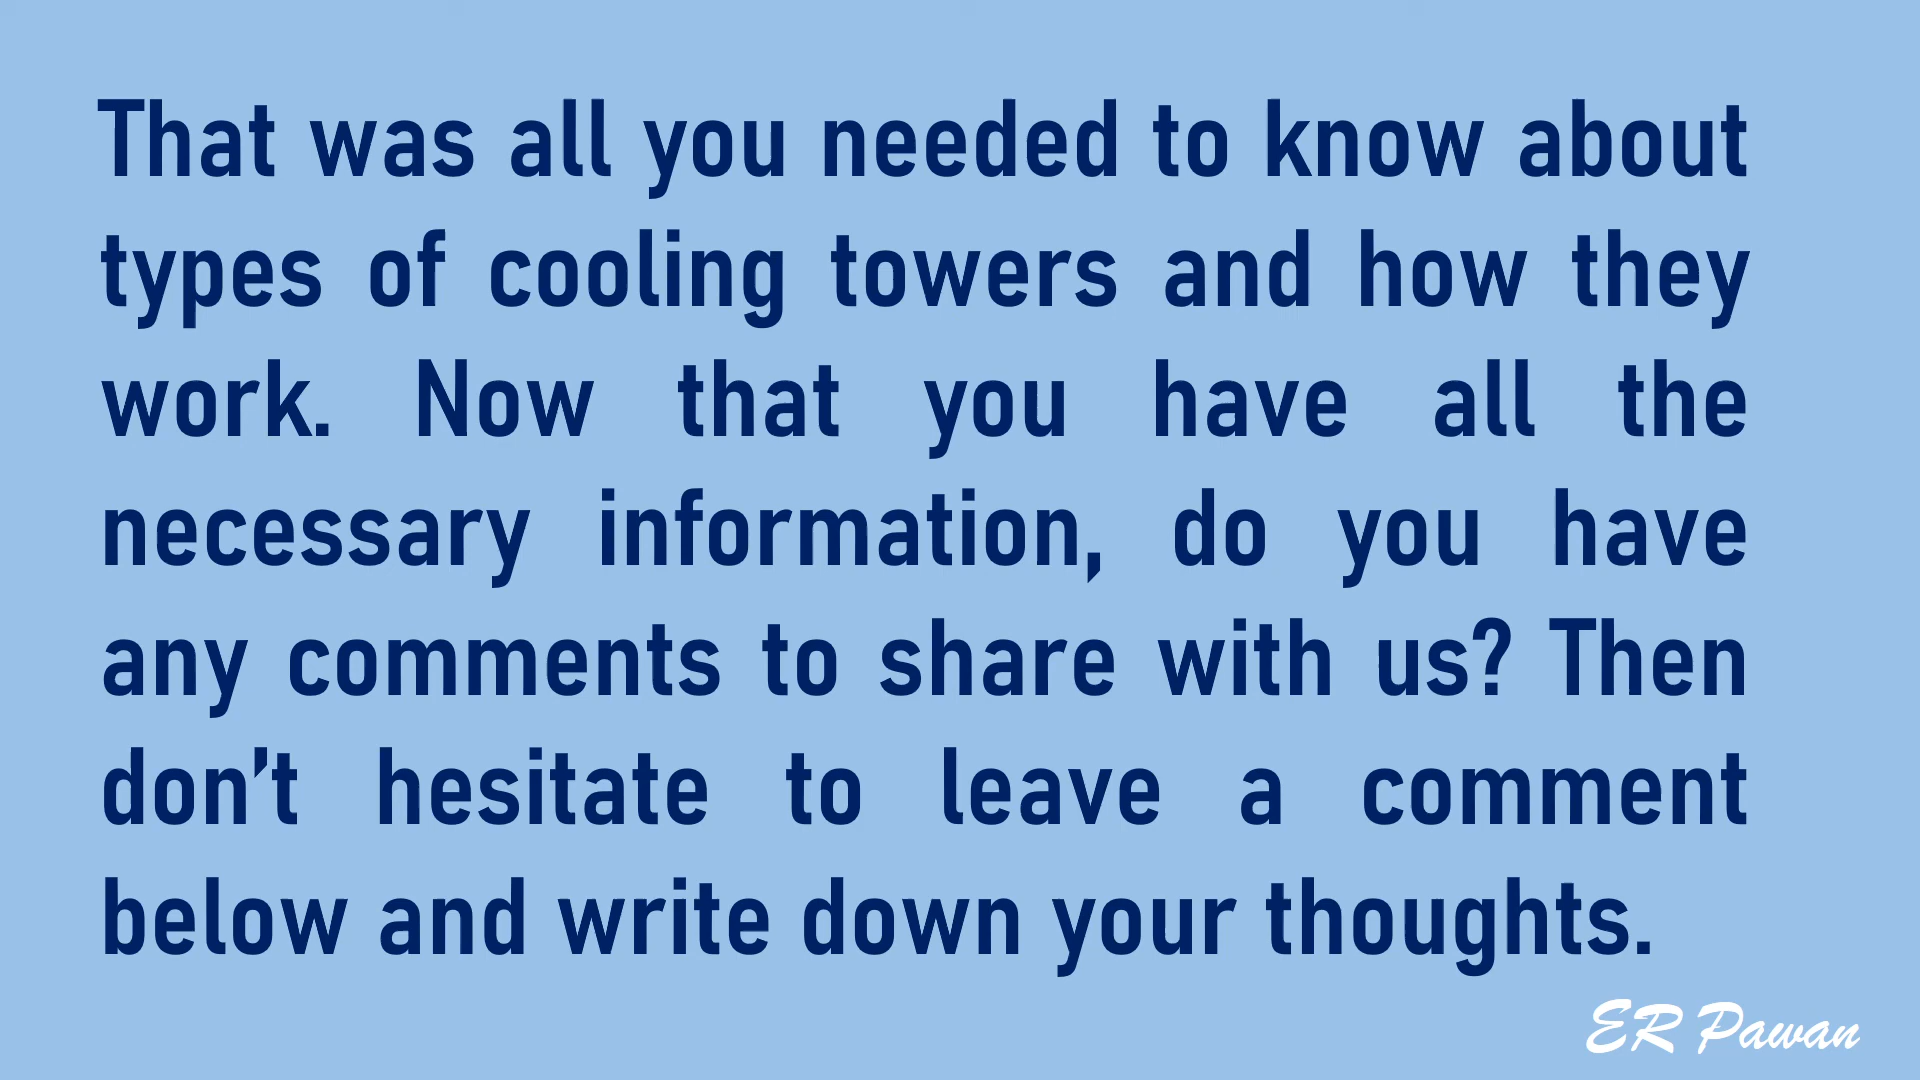 That was all you needed to know about
types of cooling towers and how they
work. Now that you have all the
necessary information, do you have
any comments to share with us? Then
don’t hesitate to leave a comment
below and write down your thoughts.
ER Pawan